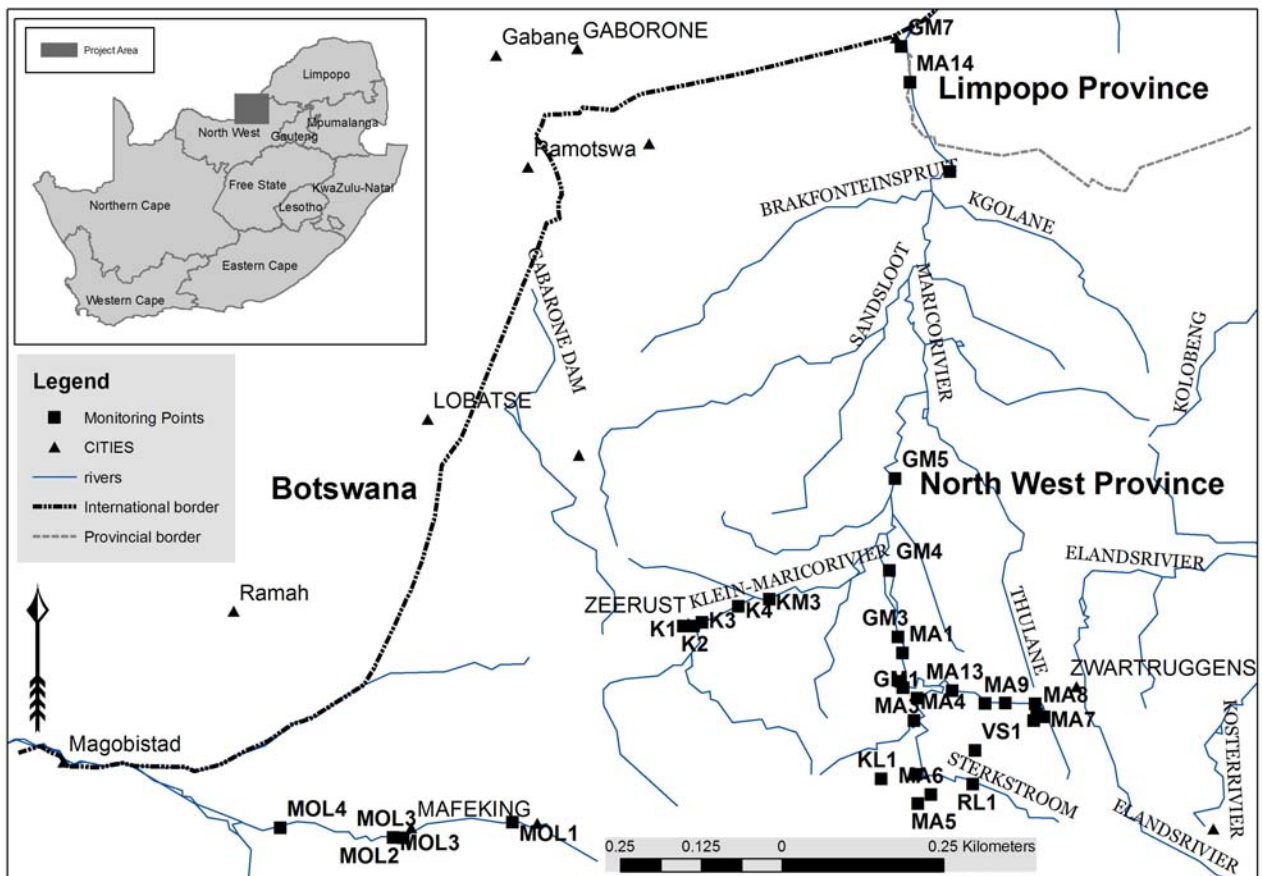 Project Area
Limpopo
North West
Gauteng
Mpumalanga
Free State
KwaZulu-Natal
Northern Cape
Lesotho
Eastern Cape
Western Cape
Gabane
GABORONE
GM7
MA14
Limpopo Province
Ramotswa
BRAKFONTEINSPRUIT
KGOLANE
GABARONE DAM
SANDSLOOT
MARICORIVIER
KOLOBENG
Legend
Monitoring Points
CITIES
rivers
International border
Provincial border
LOBATSE
Botswana
GM5
North West Province
GM4
ELANDSRIVIER
KLEIN-MARICORIVIER
Ramah
ZEERUST
KM3
K4
K3
K1
K2
THULANE
GM3
MA1
ZWARTRUGGENS
GM1
MA13
MA4
MA9
MA8
MA3
MA7
VS1
KOSTERRIVIER
Magobistad
KL1
MA6
STERKSTROOM
RL1
MA5
ELANDSRIVIER
MOL4
MOL3
MAFEKING
MOL2
MOL3
MOL1
0.25 0.125 0 0.25 Kilometers